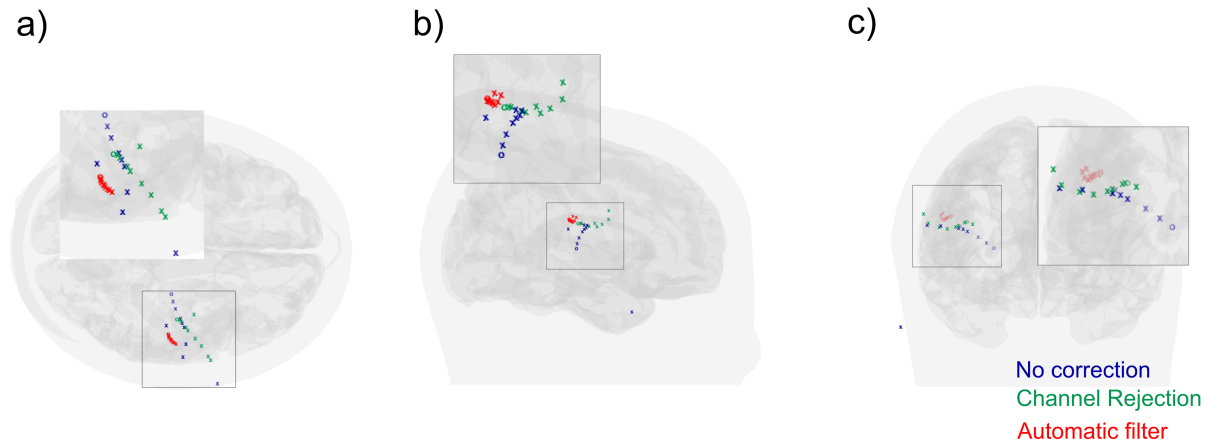 a)
b)
c)
No correction
Channel Rejection
Automatic filter